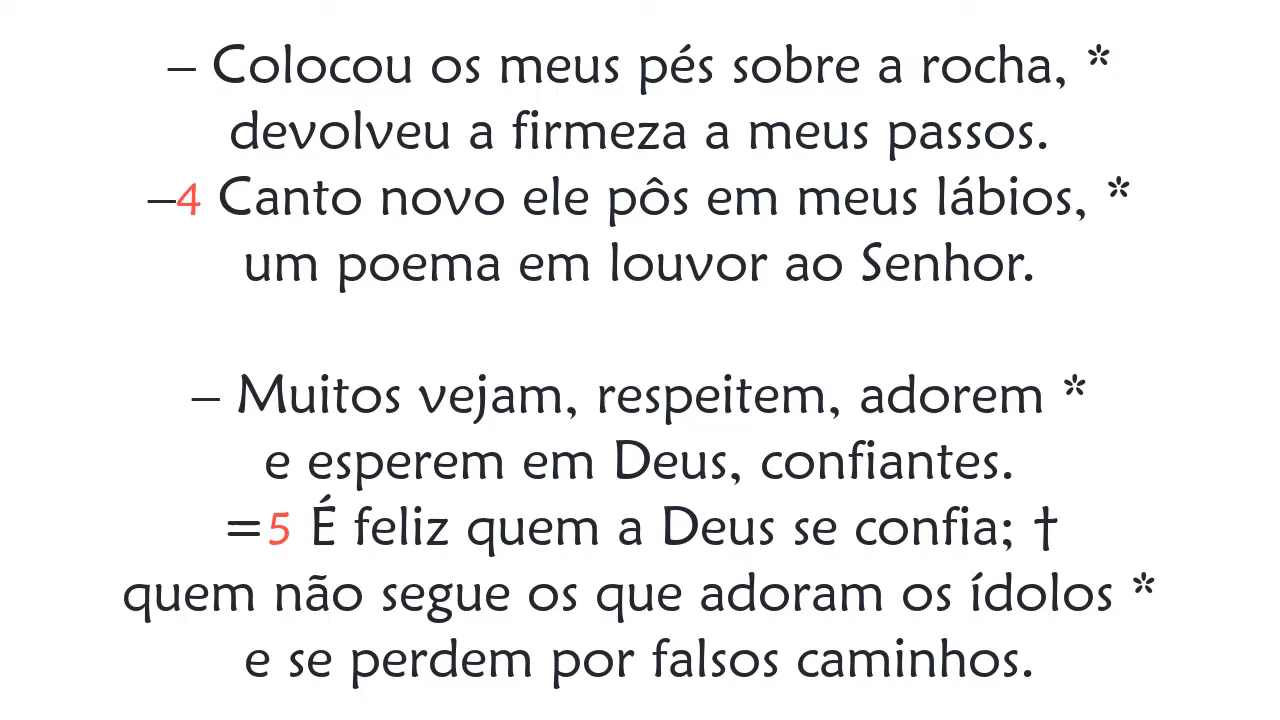 – Colocou os meus pés sobre a rocha, *
devolveu a firmeza a meus passos.
–4 Canto novo ele pôs em meus lábios, *
um poema em louvor ao Senhor.
– Muitos vejam, respeitem, adorem *
e esperem em Deus, confiantes.
=5 É feliz quem a Deus se confia; †
quem não segue os que adoram os ídolos *
e se perdem por falsos caminhos.